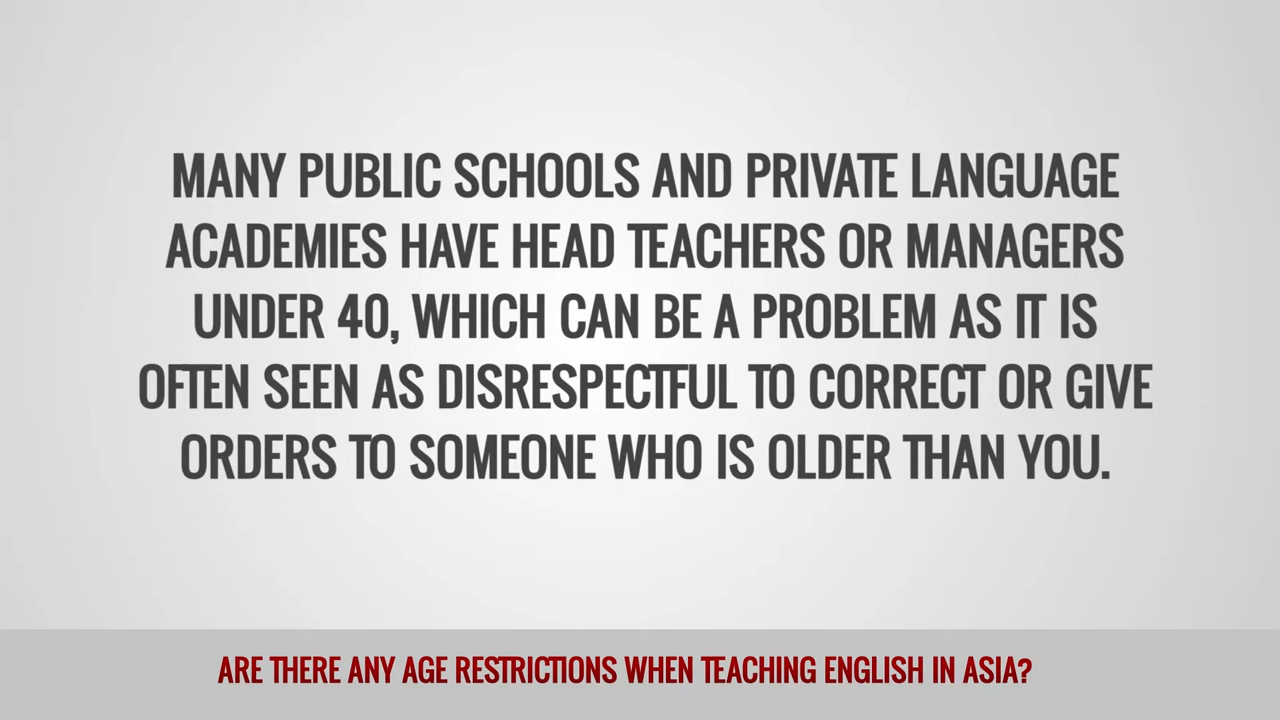 MANY PUBLIC SCHOOLS AND PRIVATE LANGUAGE
ACADEMIES HAVE HEAD TEACHERS OR MANAGERS
UNDER 40, WHICH CAN BE A PROBLEM AS IT IS
OFTEN SEEN AS DISRESPECTFUL TO CORRECT OR GIVE
ORDERS TO SOMEONE WHO IS OLDER THAN YOU.
ARE THERE ANY AGE RESTRICTIONS WHEN TEACHING ENGLISH IN ASIA?